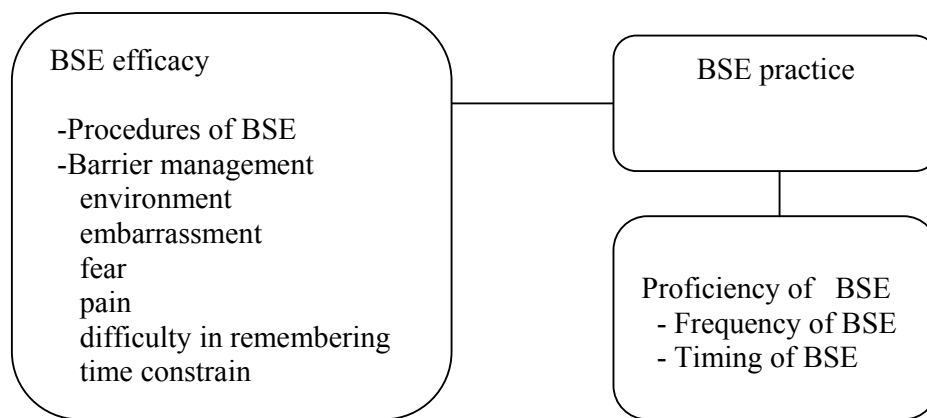 BSE efficacy
-Procedures of BSE
-Barrier management
environment
embarrassment
fear
pain
difficulty in remembering
time constrain
BSE practice
Proficiency of BSE
- Frequency of BSE
- Timing of BSE